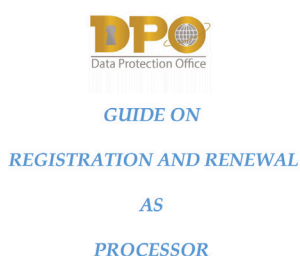 DPO
Data Protection Office
GUIDE ON
REGISTRATION AND RENEWAL
AS
PROCESSOR